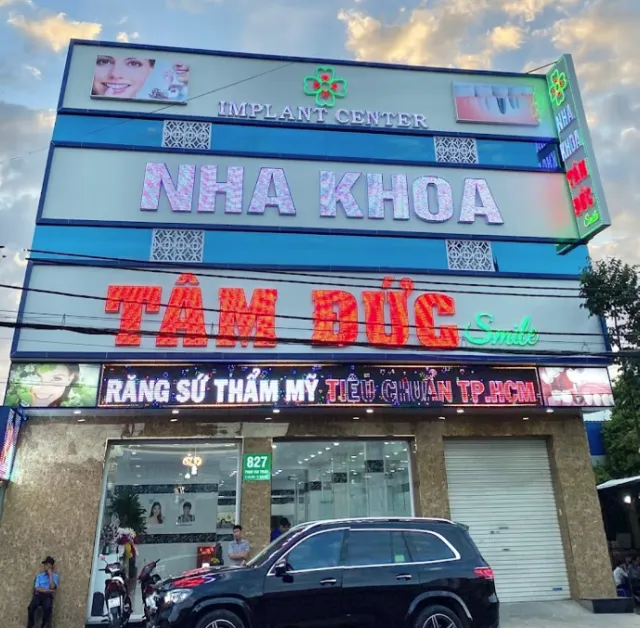 IMPLANT CENTER
NHA KHOA
TÂM ĐỨC Smile
RĂNG SỨ THẨM MỸ TIÊU CHUẨN TP.HCM
NHA KHOA
TÂM ĐỨC
Smile
827